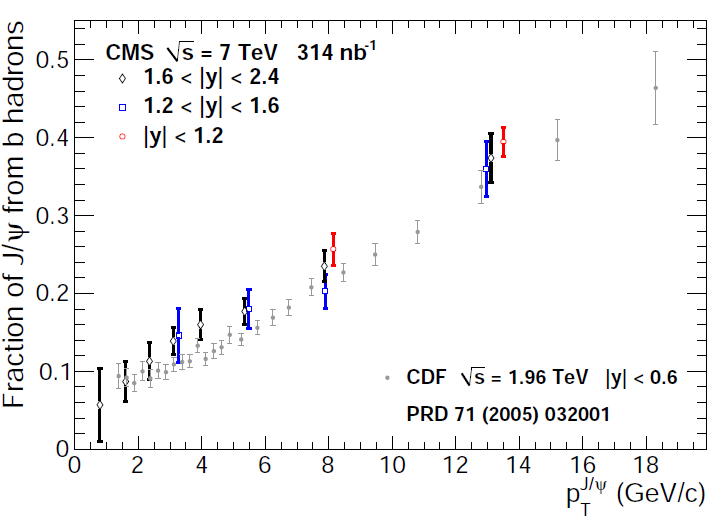 CMS √s = 7 TeV 314 nb⁻¹
1.6 < |y| < 2.4
1.2 < |y| < 1.6
|y| < 1.2
Fraction of J/ψ from b hadrons
0.5
0.4
0.3
0.2
0.1
0
CDF √s = 1.96 TeV |y| < 0.6
PRD 71 (2005) 032001
0 2 4 6 8 10 12 14 16 18
p_T^{J/ψ} (GeV/c)